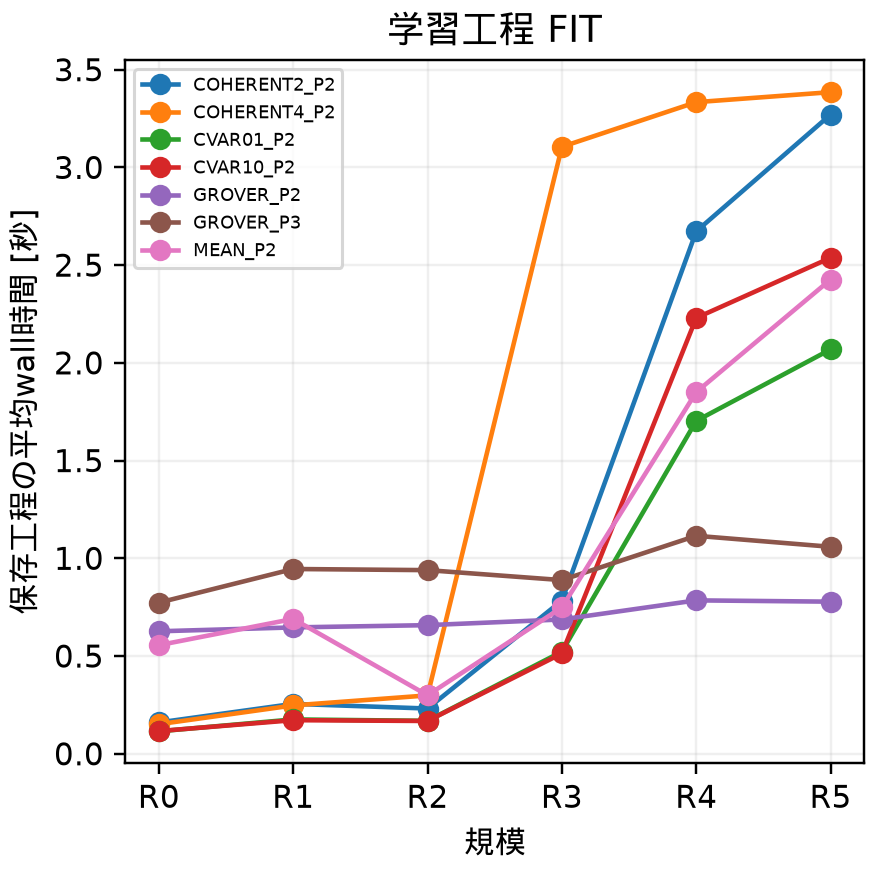 学習工程 FIT
COHERENT2_P2
COHERENT4_P2
CVAR01_P2
CVAR10_P2
GROVER_P2
GROVER_P3
MEAN_P2
保存工程の平均wall時間 [秒]
3.5
3.0
2.5
2.0
1.5
1.0
0.5
0.0
R0 R1 R2 R3 R4 R5
規模